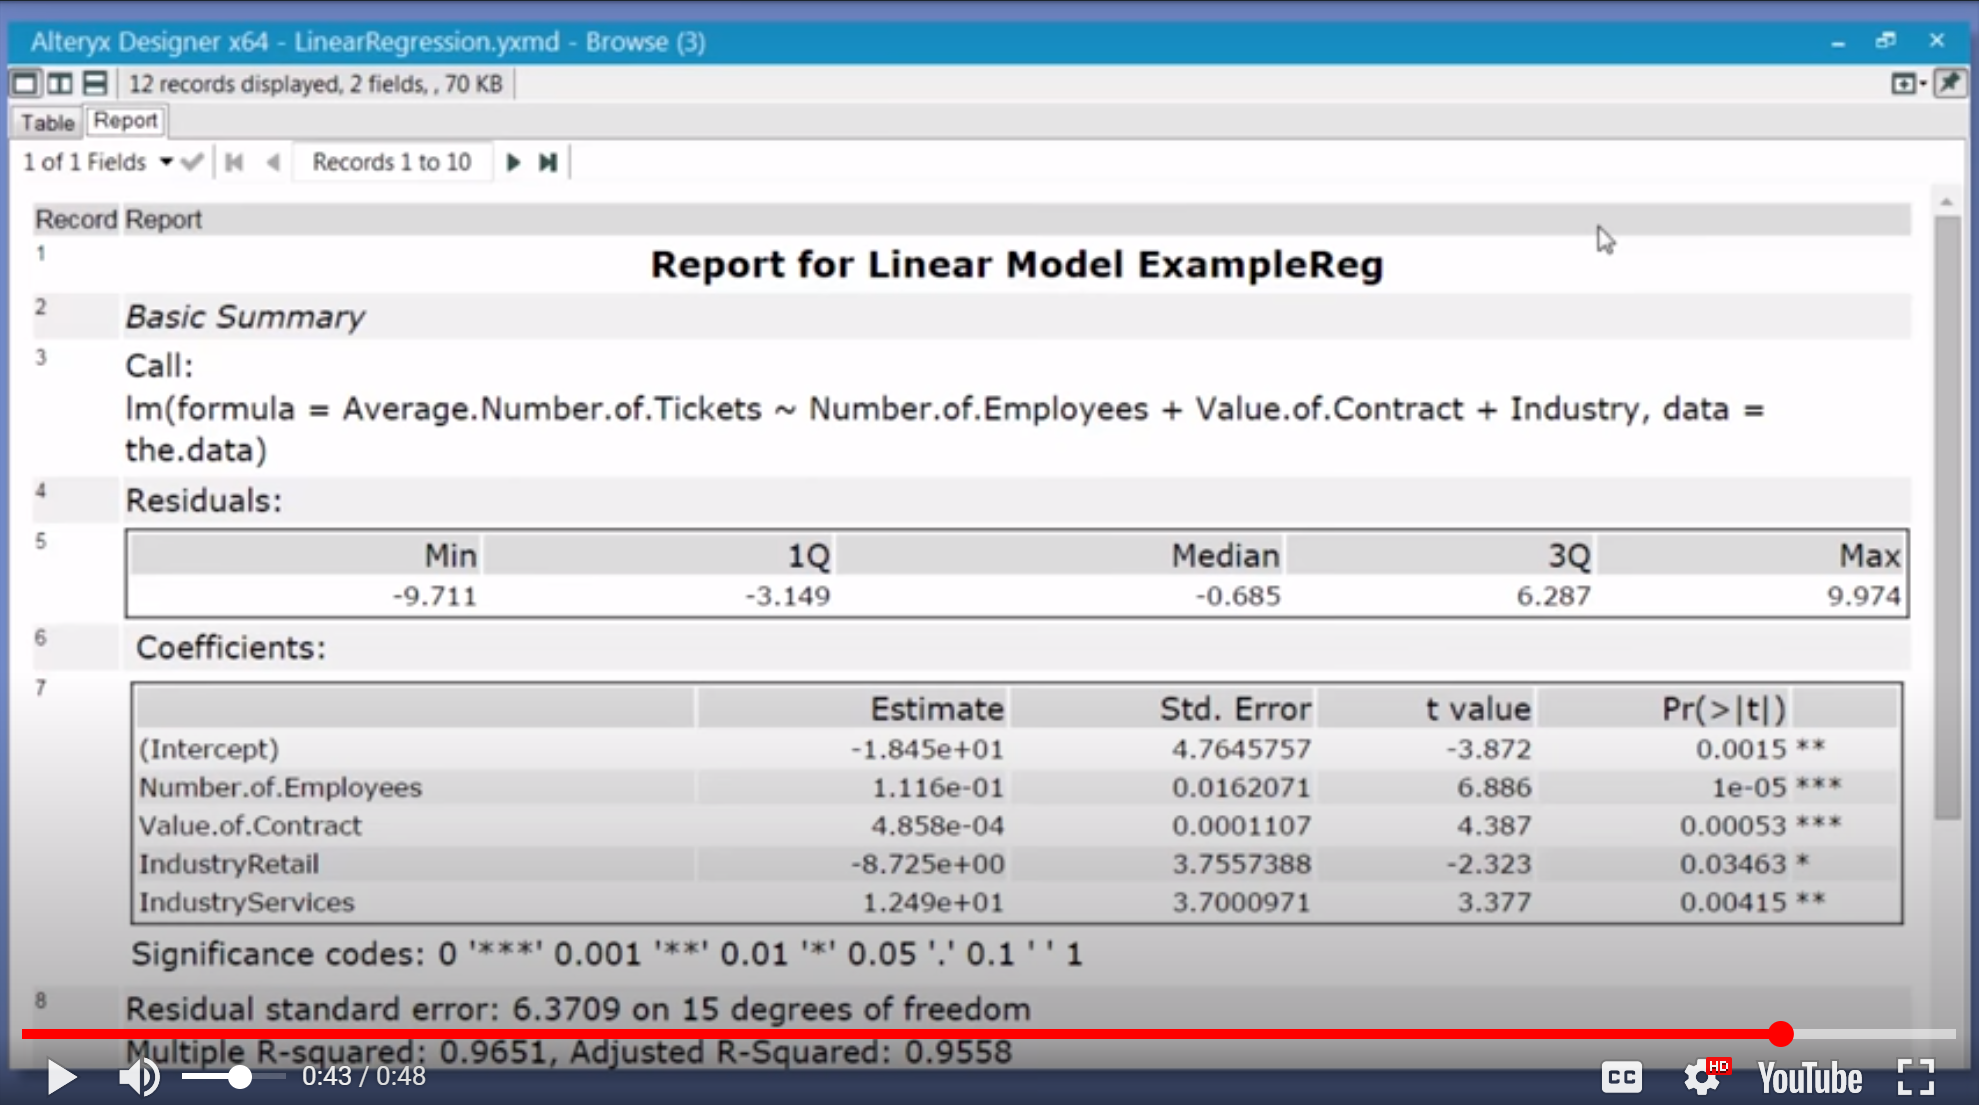 Alteryx Designer x64 - LinearRegression.yxmd - Browse (3)
12 records displayed, 2 fields, , 70 KB
Table Report
1 of 1 Fields Records 1 to 10
Record Report
1 Report for Linear Model ExampleReg
2 Basic Summary
3 Call:
lm(formula = Average.Number.of.Tickets ~ Number.of.Employees + Value.of.Contract + Industry, data =
the.data)
4 Residuals:
5 Min 1Q Median 3Q Max
-9.711 -3.149 -0.685 6.287 9.974
6 Coefficients:
7 Estimate Std. Error t value Pr(>|t|)
(Intercept) -1.845e+01 4.7645757 -3.872 0.0015 **
Number.of.Employees 1.116e-01 0.0162071 6.886 1e-05 ***
Value.of.Contract 4.858e-04 0.0001107 4.387 0.00053 ***
IndustryRetail -8.725e+00 3.7557388 -2.323 0.03463 *
IndustryServices 1.249e+01 3.7000971 3.377 0.00415 **
Significance codes: 0 '***' 0.001 '**' 0.01 '*' 0.05 '.' 0.1 ' ' 1
8 Residual standard error: 6.3709 on 15 degrees of freedom
Multiple R-squared: 0.9651, Adjusted R-Squared: 0.9558
0:43 / 0:48 CC HD YouTube